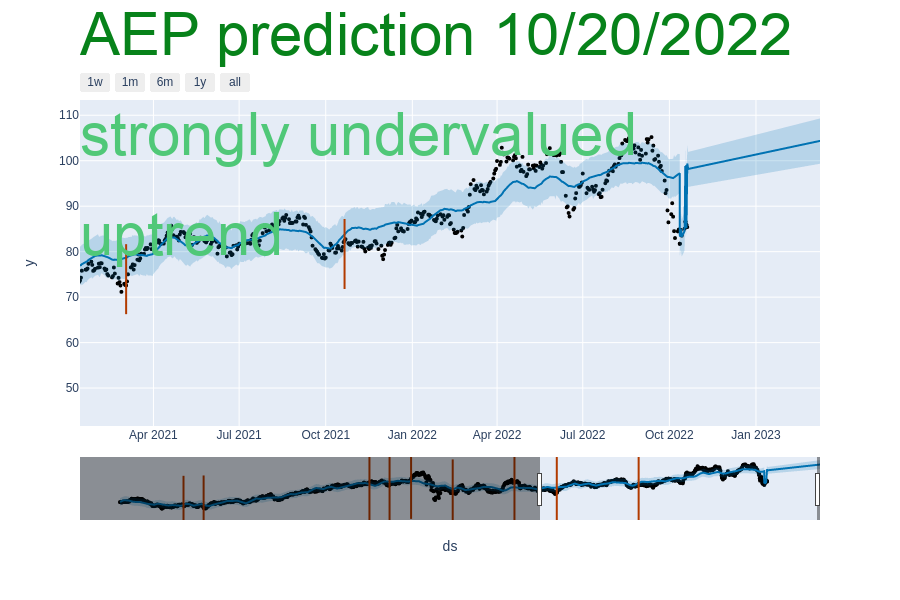 AEP prediction 10/20/2022
1w 1m 6m 1y all
strongly undervalued
uptrend
110
100
90
80
70
60
50
y
Apr 2021 Jul 2021 Oct 2021 Jan 2022 Apr 2022 Jul 2022 Oct 2022 Jan 2023
ds